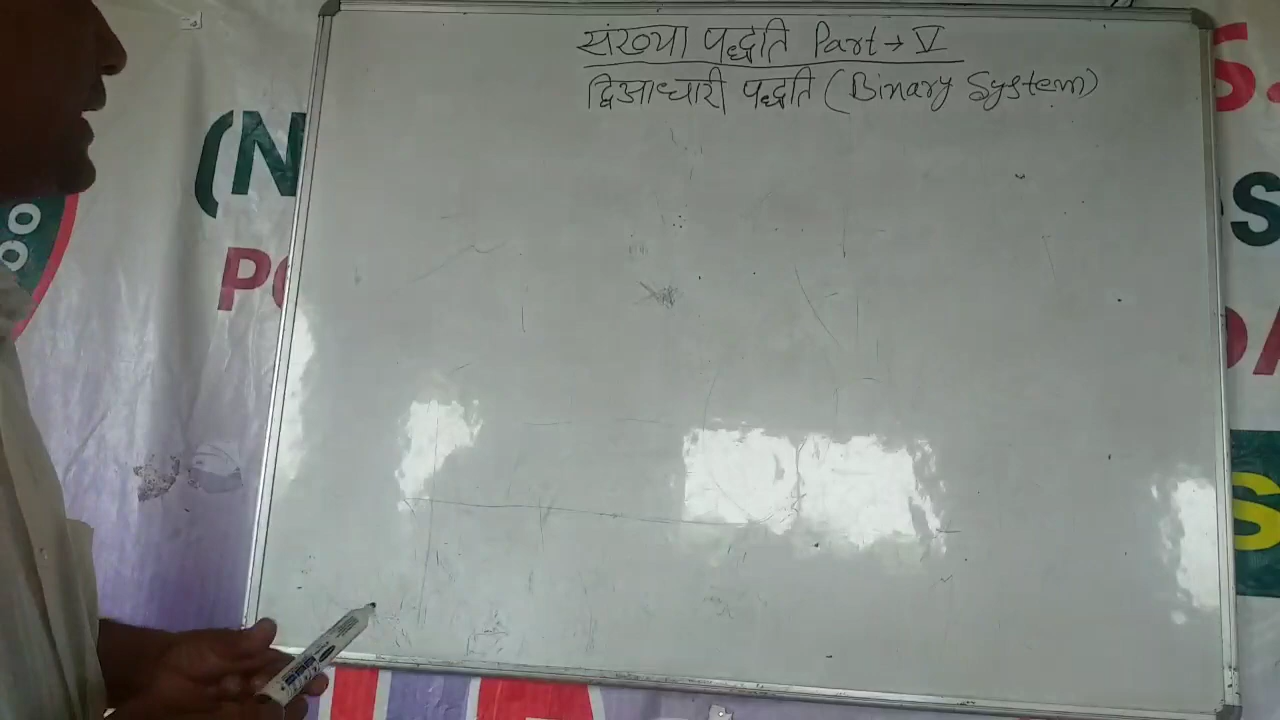 संख्या पद्धति Part → V
द्विआधारी पद्धति (Binary System)
(N
S.
S
S